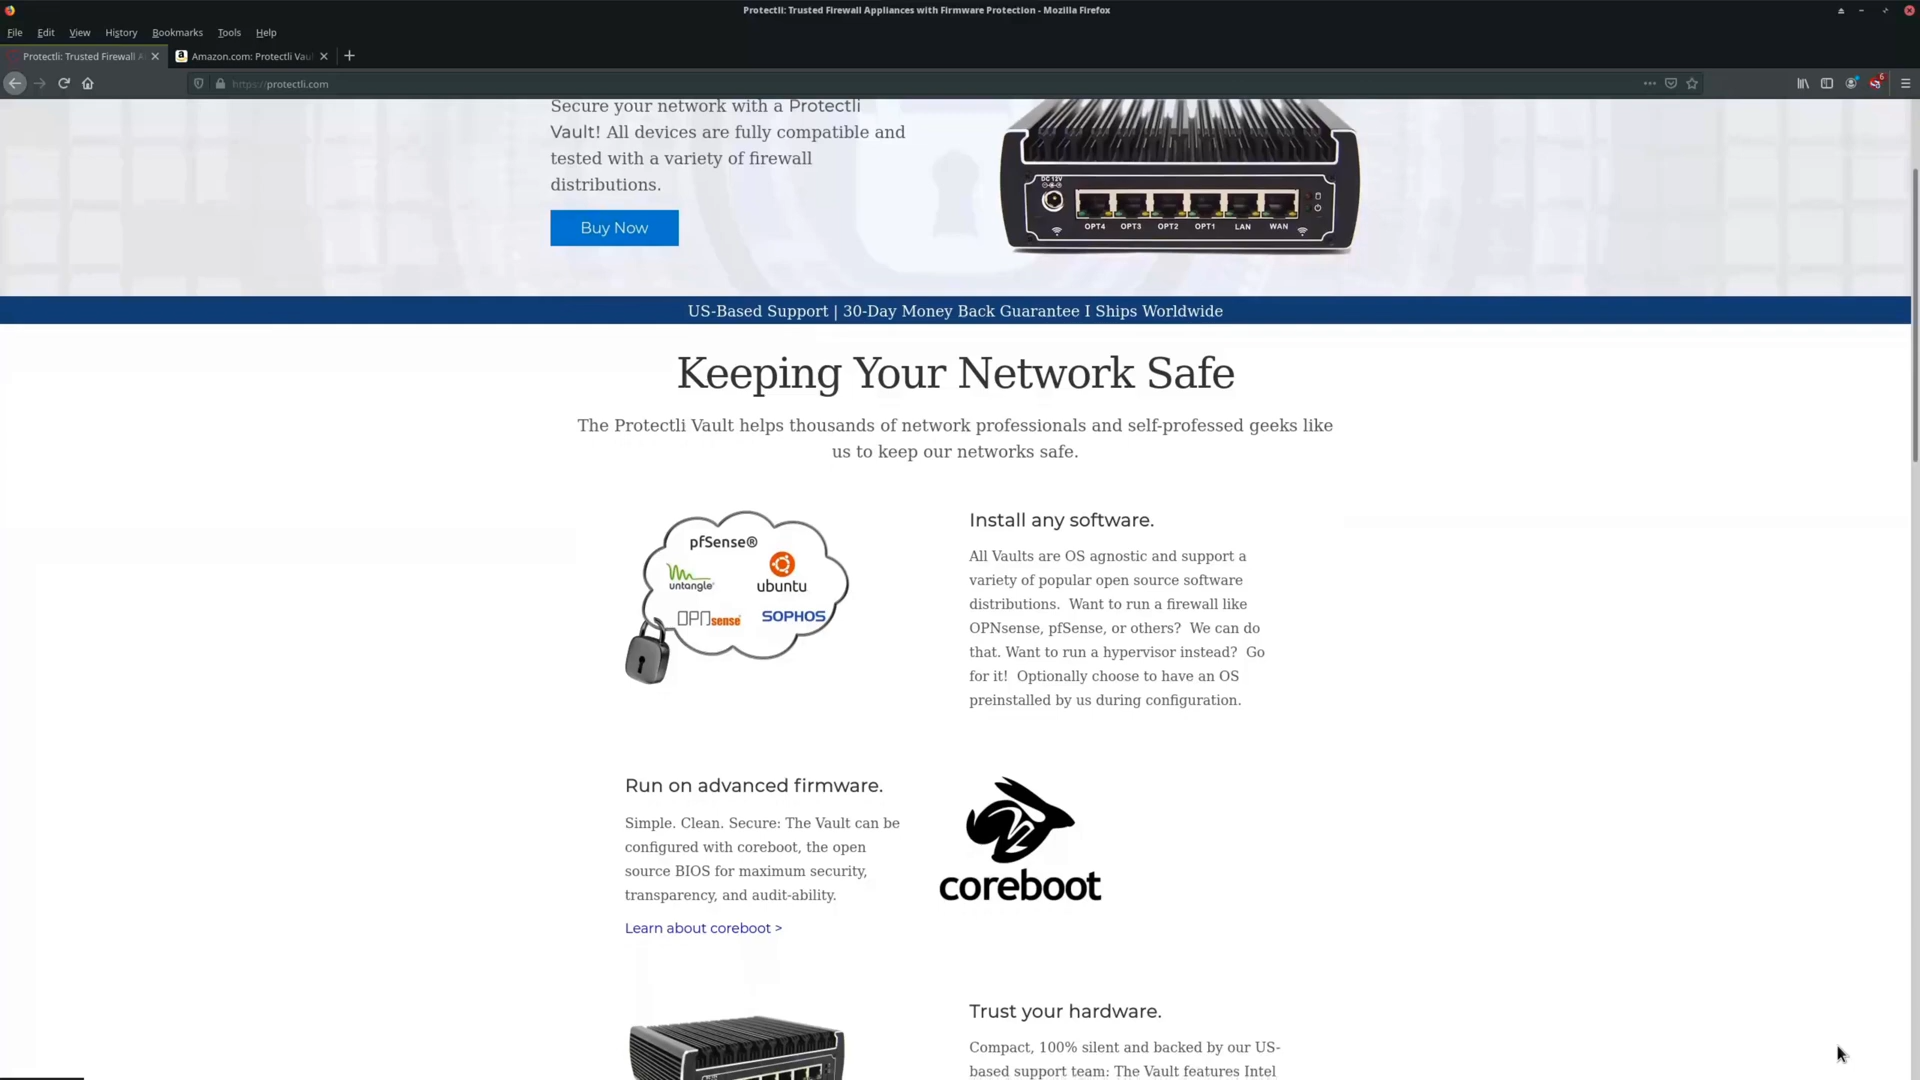 Protectli: Trusted Firewall Appliances with Firmware Protection - Mozilla Firefox
File Edit View History Bookmarks Tools Help
Protectli: Trusted Firewall A
Amazon.com: Protectli Vau
https://protectli.com
6
Secure your network with a Protectli
Vault! All devices are fully compatible and
tested with a variety of firewall
distributions.
Buy Now
DC 12V
OPT4 OPT3 OPT2 OPT1 LAN WAN
US-Based Support | 30-Day Money Back Guarantee I Ships Worldwide
Keeping Your Network Safe
The Protectli Vault helps thousands of network professionals and self-professed geeks like
us to keep our networks safe.
pfSense®
untangle
ubuntu
OPNsense
SOPHOS
Install any software.
All Vaults are OS agnostic and support a
variety of popular open source software
distributions. Want to run a firewall like
OPNsense, pfSense, or others? We can do
that. Want to run a hypervisor instead? Go
for it! Optionally choose to have an OS
preinstalled by us during configuration.
Run on advanced firmware.
Simple. Clean. Secure: The Vault can be
configured with coreboot, the open
source BIOS for maximum security,
transparency, and audit-ability.
Learn about coreboot >
coreboot
Trust your hardware.
Compact, 100% silent and backed by our US-
based support team: The Vault features Intel